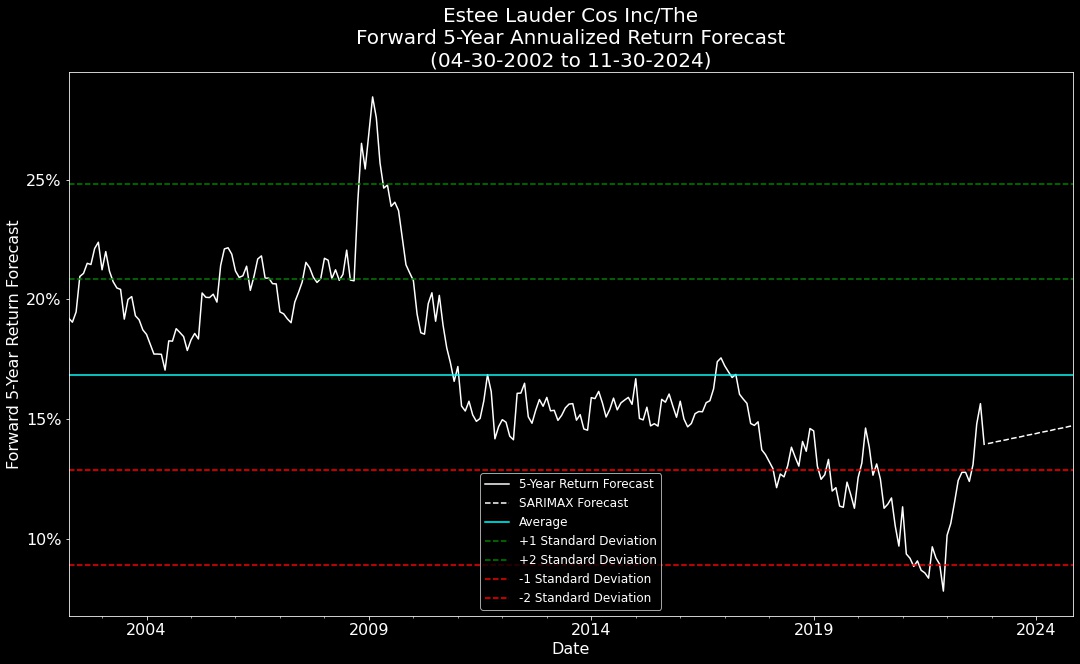 Estee Lauder Cos Inc/The
Forward 5-Year Annualized Return Forecast
(04-30-2002 to 11-30-2024)
Forward 5-Year Return Forecast
25%
20%
15%
10%
5-Year Return Forecast
SARIMAX Forecast
Average
+1 Standard Deviation
+2 Standard Deviation
-1 Standard Deviation
-2 Standard Deviation
2004
2009
2014
2019
2024
Date